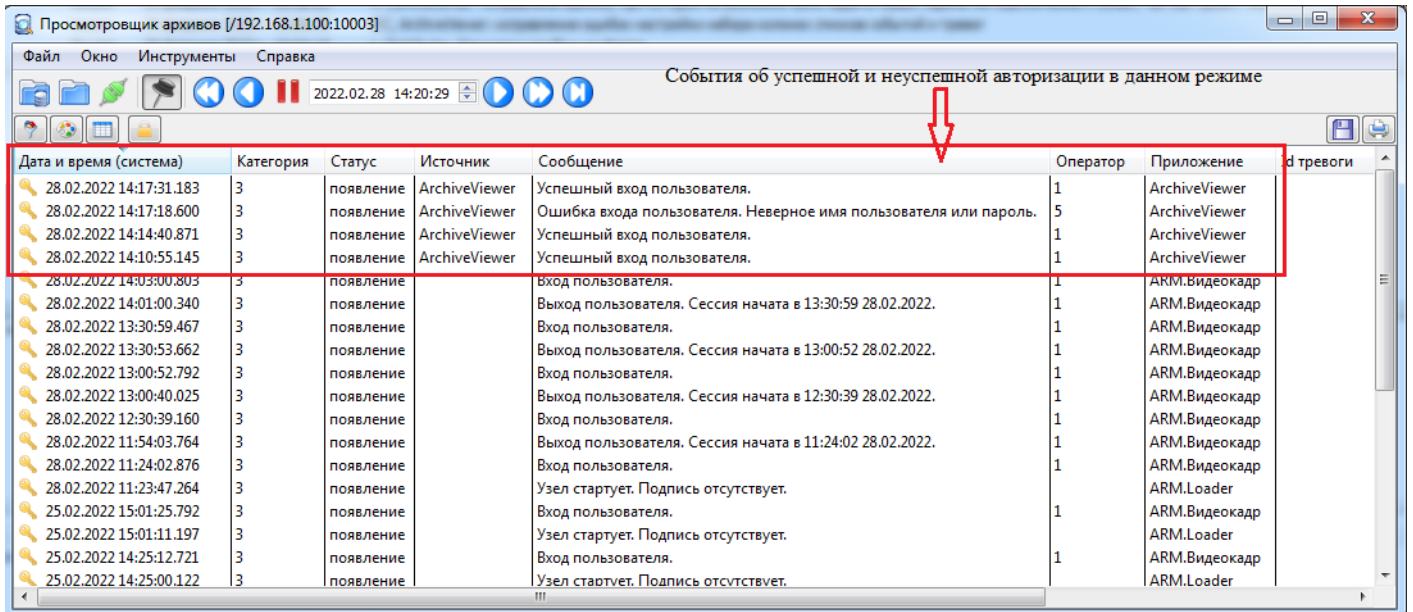 Просмотровщик архивов [/192.168.1.100:10003]
Файл Окно Инструменты Справка
События об успешной и неуспешной авторизации в данном режиме
2022.02.28 14:20:29
Дата и время (система) Категория Статус Источник Сообщение Оператор Приложение Id тревоги
28.02.2022 14:17:31.183 3 появление ArchiveViewer Успешный вход пользователя. 1 ArchiveViewer
28.02.2022 14:17:18.600 3 появление ArchiveViewer Ошибка входа пользователя. Неверное имя пользователя или пароль. 5 ArchiveViewer
28.02.2022 14:14:40.871 3 появление ArchiveViewer Успешный вход пользователя. 1 ArchiveViewer
28.02.2022 14:10:55.145 3 появление ArchiveViewer Успешный вход пользователя. 1 ArchiveViewer
28.02.2022 14:03:00.803 3 появление Вход пользователя. 1 ARM.Видеокадр
28.02.2022 14:01:00.340 3 появление Выход пользователя. Сессия начата в 13:30:59 28.02.2022. 1 ARM.Видеокадр
28.02.2022 13:30:59.467 3 появление Вход пользователя. 1 ARM.Видеокадр
28.02.2022 13:30:53.662 3 появление Выход пользователя. Сессия начата в 13:00:52 28.02.2022. 1 ARM.Видеокадр
28.02.2022 13:00:52.792 3 появление Вход пользователя. 1 ARM.Видеокадр
28.02.2022 13:00:40.025 3 появление Выход пользователя. Сессия начата в 12:30:39 28.02.2022. 1 ARM.Видеокадр
28.02.2022 12:30:39.160 3 появление Вход пользователя. 1 ARM.Видеокадр
28.02.2022 11:54:03.764 3 появление Выход пользователя. Сессия начата в 11:24:02 28.02.2022. 1 ARM.Видеокадр
28.02.2022 11:24:02.876 3 появление Вход пользователя. 1 ARM.Видеокадр
28.02.2022 11:23:47.264 3 появление Узел стартует. Подпись отсутствует. ARM.Loader
25.02.2022 15:01:25.792 3 появление Вход пользователя. 1 ARM.Видеокадр
25.02.2022 15:01:11.197 3 появление Узел стартует. Подпись отсутствует. ARM.Loader
25.02.2022 14:25:12.721 3 появление Вход пользователя. 1 ARM.Видеокадр
25.02.2022 14:25:00.122 3 появление Узел стартует. Подпись отсутствует. ARM.Loader